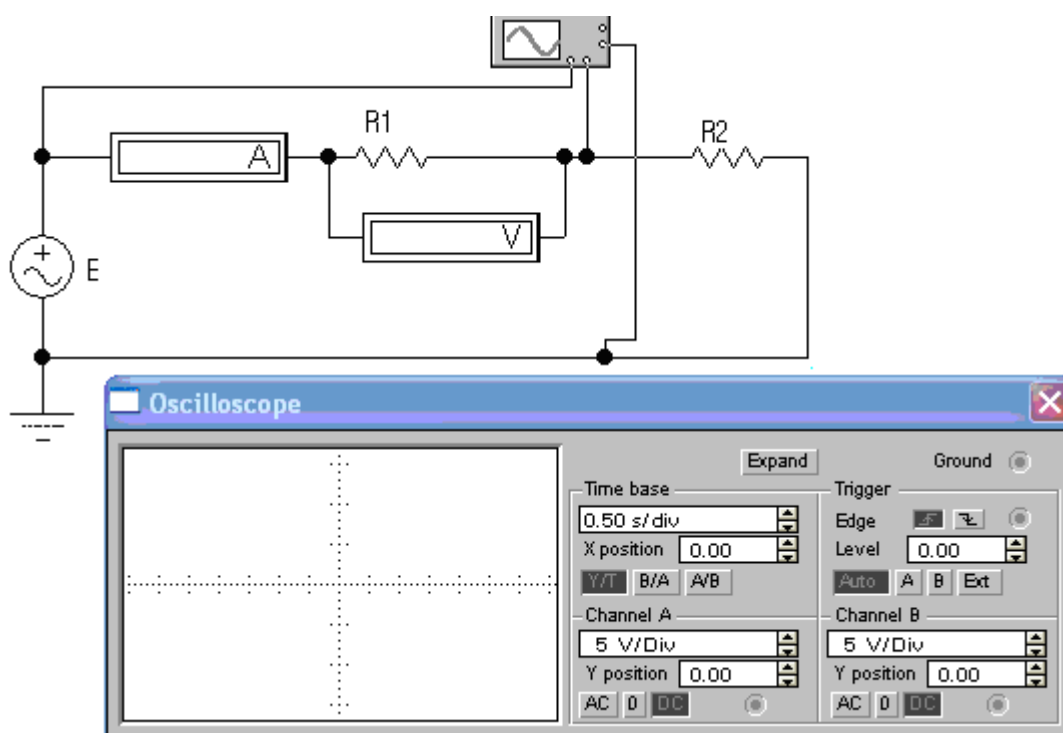 R1
R2
A
V
E
Oscilloscope
Expand
Ground
Time base
0.50 s/div
X position 0.00
Y/T B/A A/B
Trigger
Edge
Level 0.00
Auto A B Ext
Channel A
5 V/Div
Y position 0.00
AC 0 DC
Channel B
5 V/Div
Y position 0.00
AC 0 DC